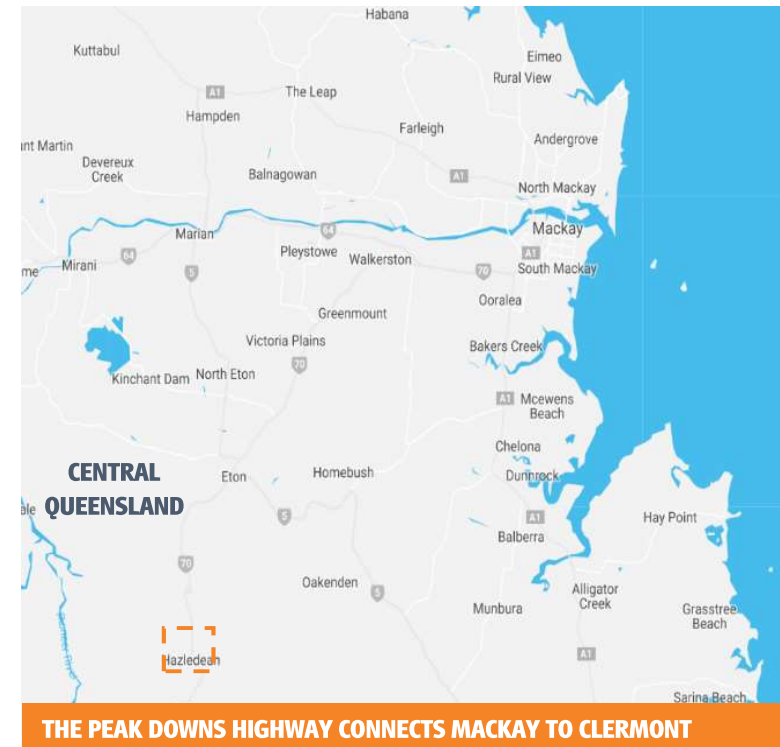 Habana
Kuttabul
Eimeo
Rural View
A1
The Leap
Hampden
Farleigh
Andergrove
nt Martin
Devereux
Creek
Balnagowan
A1
North Mackay
Marian
64
Mackay
Pleystowe
Walkerston
A1
64
me
Mirani
5
70
South Mackay
Ooralea
Greenmount
Victoria Plains
Bakers Creek
70
Kinchant Dam
North Eton
A1
Mcewens
Beach
Chelona
CENTRAL
QUEENSLAND
Eton
Homebush
Dunnrock
ale
5
A1
Hay Point
Balberra
70
Oakenden
5
Alligator
Creek
Munbura
Grasstree
Beach
Hazledean
A1
Sarina Beach
THE PEAK DOWNS HIGHWAY CONNECTS MACKAY TO CLERMONT